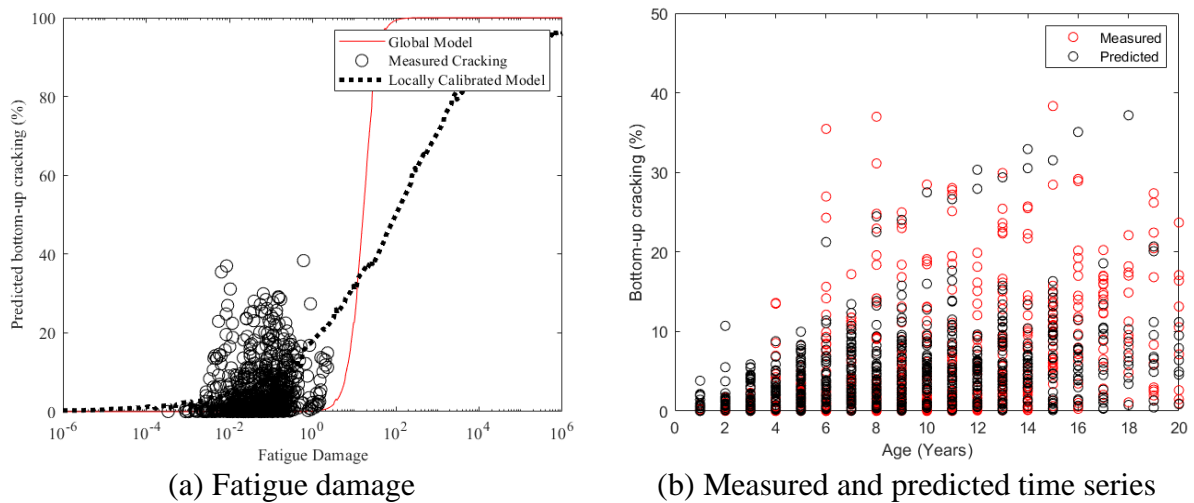 100
80
60
40
20
0
Predicted bottom-up cracking (%)
Global Model
Measured Cracking
Locally Calibrated Model
10^-6
10^-4
10^-2
10^0
10^2
10^4
10^6
Fatigue Damage
(a) Fatigue damage
50
40
30
20
10
0
Bottom-up cracking (%)
Measured
Predicted
0
2
4
6
8
10
12
14
16
18
20
Age (Years)
(b) Measured and predicted time series